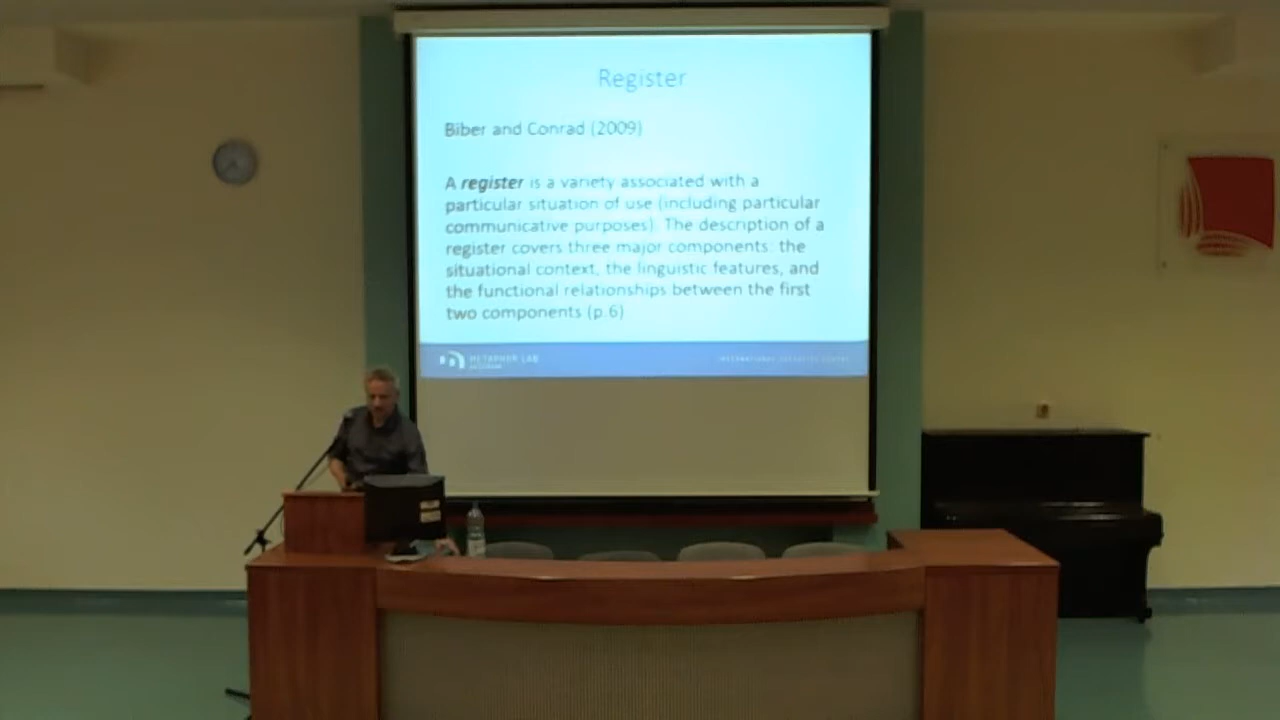 Register
Biber and Conrad (2009)
A register is a variety associated with a
particular situation of use (including particular
communicative purposes). The description of a
register covers three major components: the
situational context, the linguistic features, and
the functional relationships between the first
two components (p.6)
METAPHOR LAB